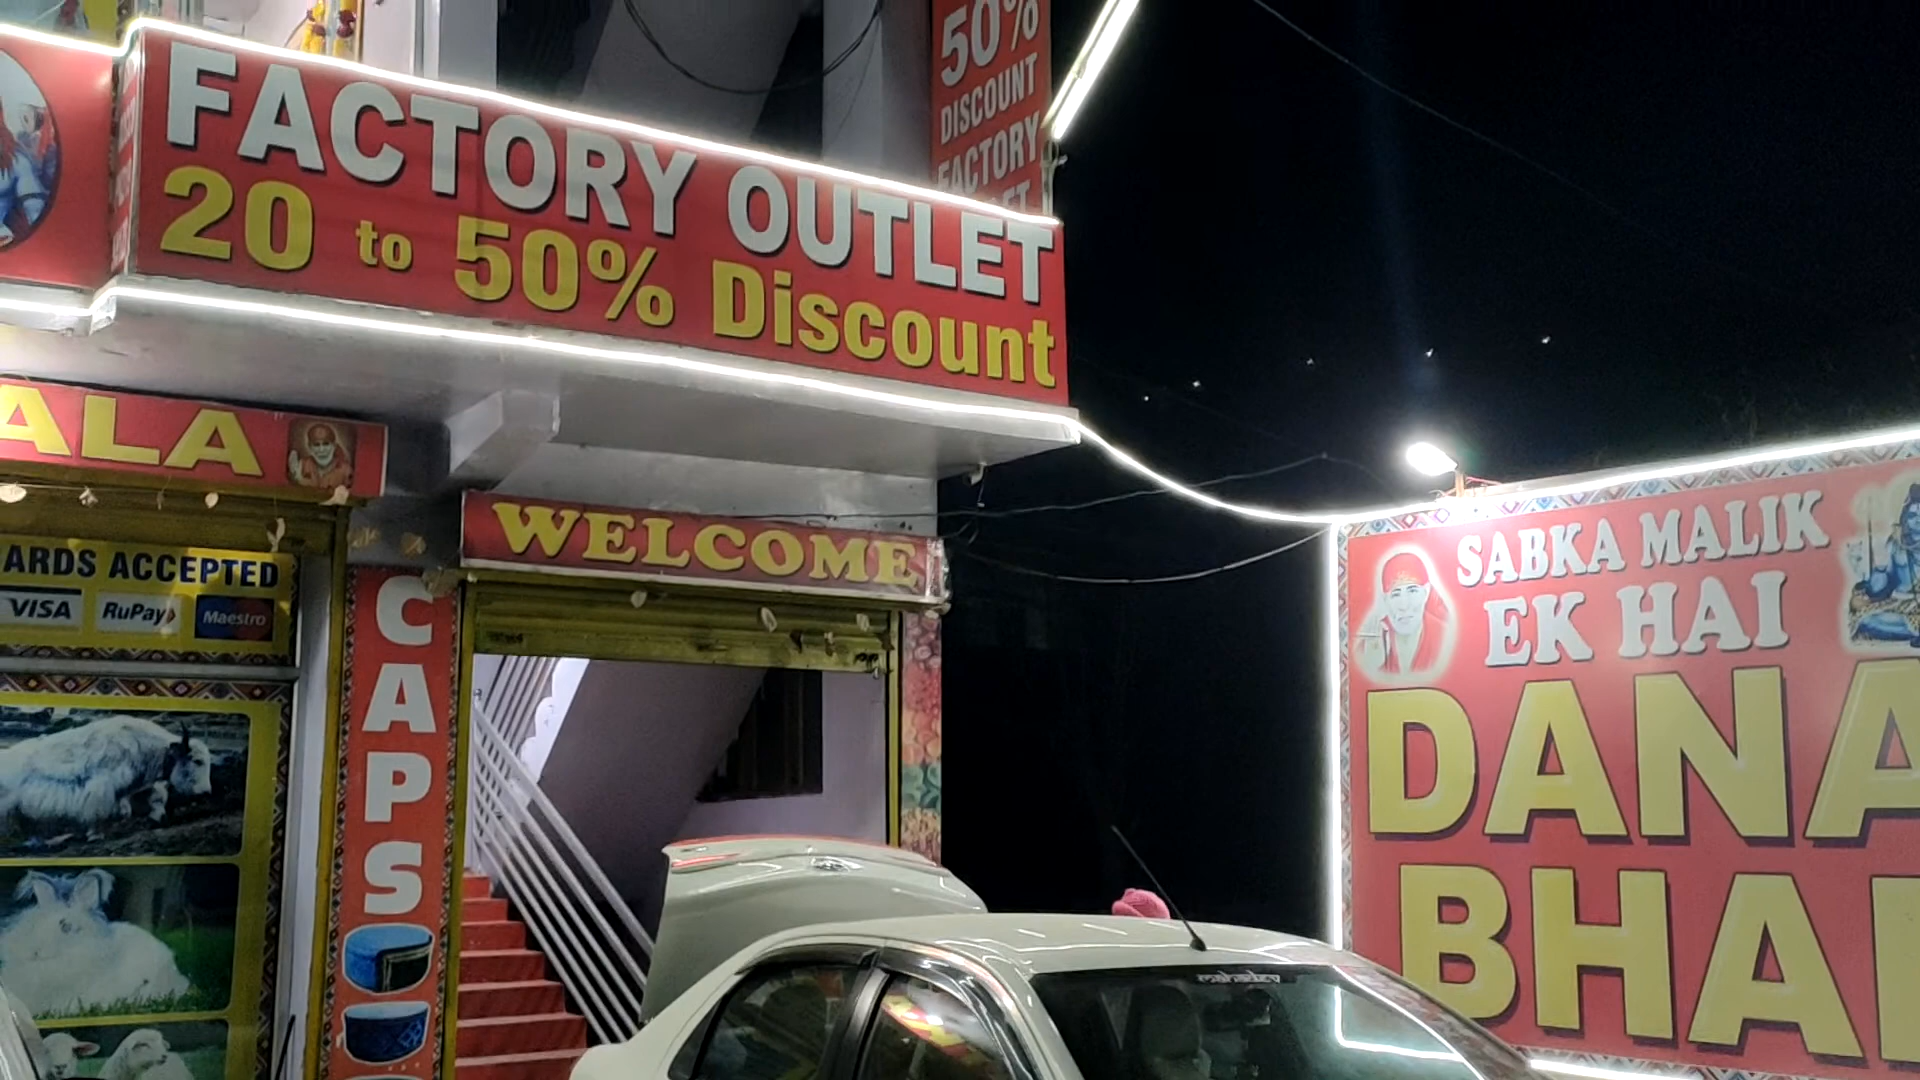 FACTORY OUTLET
20 to 50% Discount
50%
DISCOUNT
FACTORY
ALA
WELCOME
ARDS ACCEPTED
VISA
RuPay
Maestro
CAPS
SABKA MALIK
EK HAI
DANA
BHA
mahadev